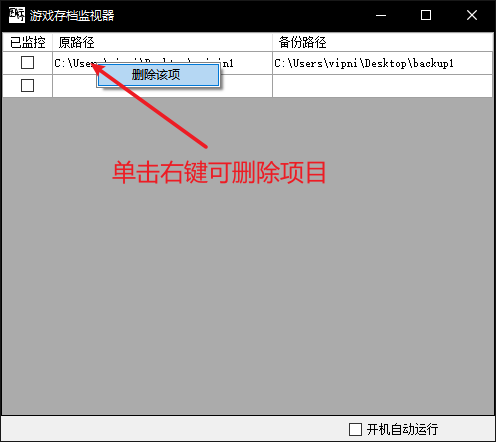 游戏存档监视器
已监控 原路径 备份路径
C:\Users\vipni\Desktop\ in1 C:\Users\vipni\Desktop\backup1
删除该项
单击右键可删除项目
开机自动运行